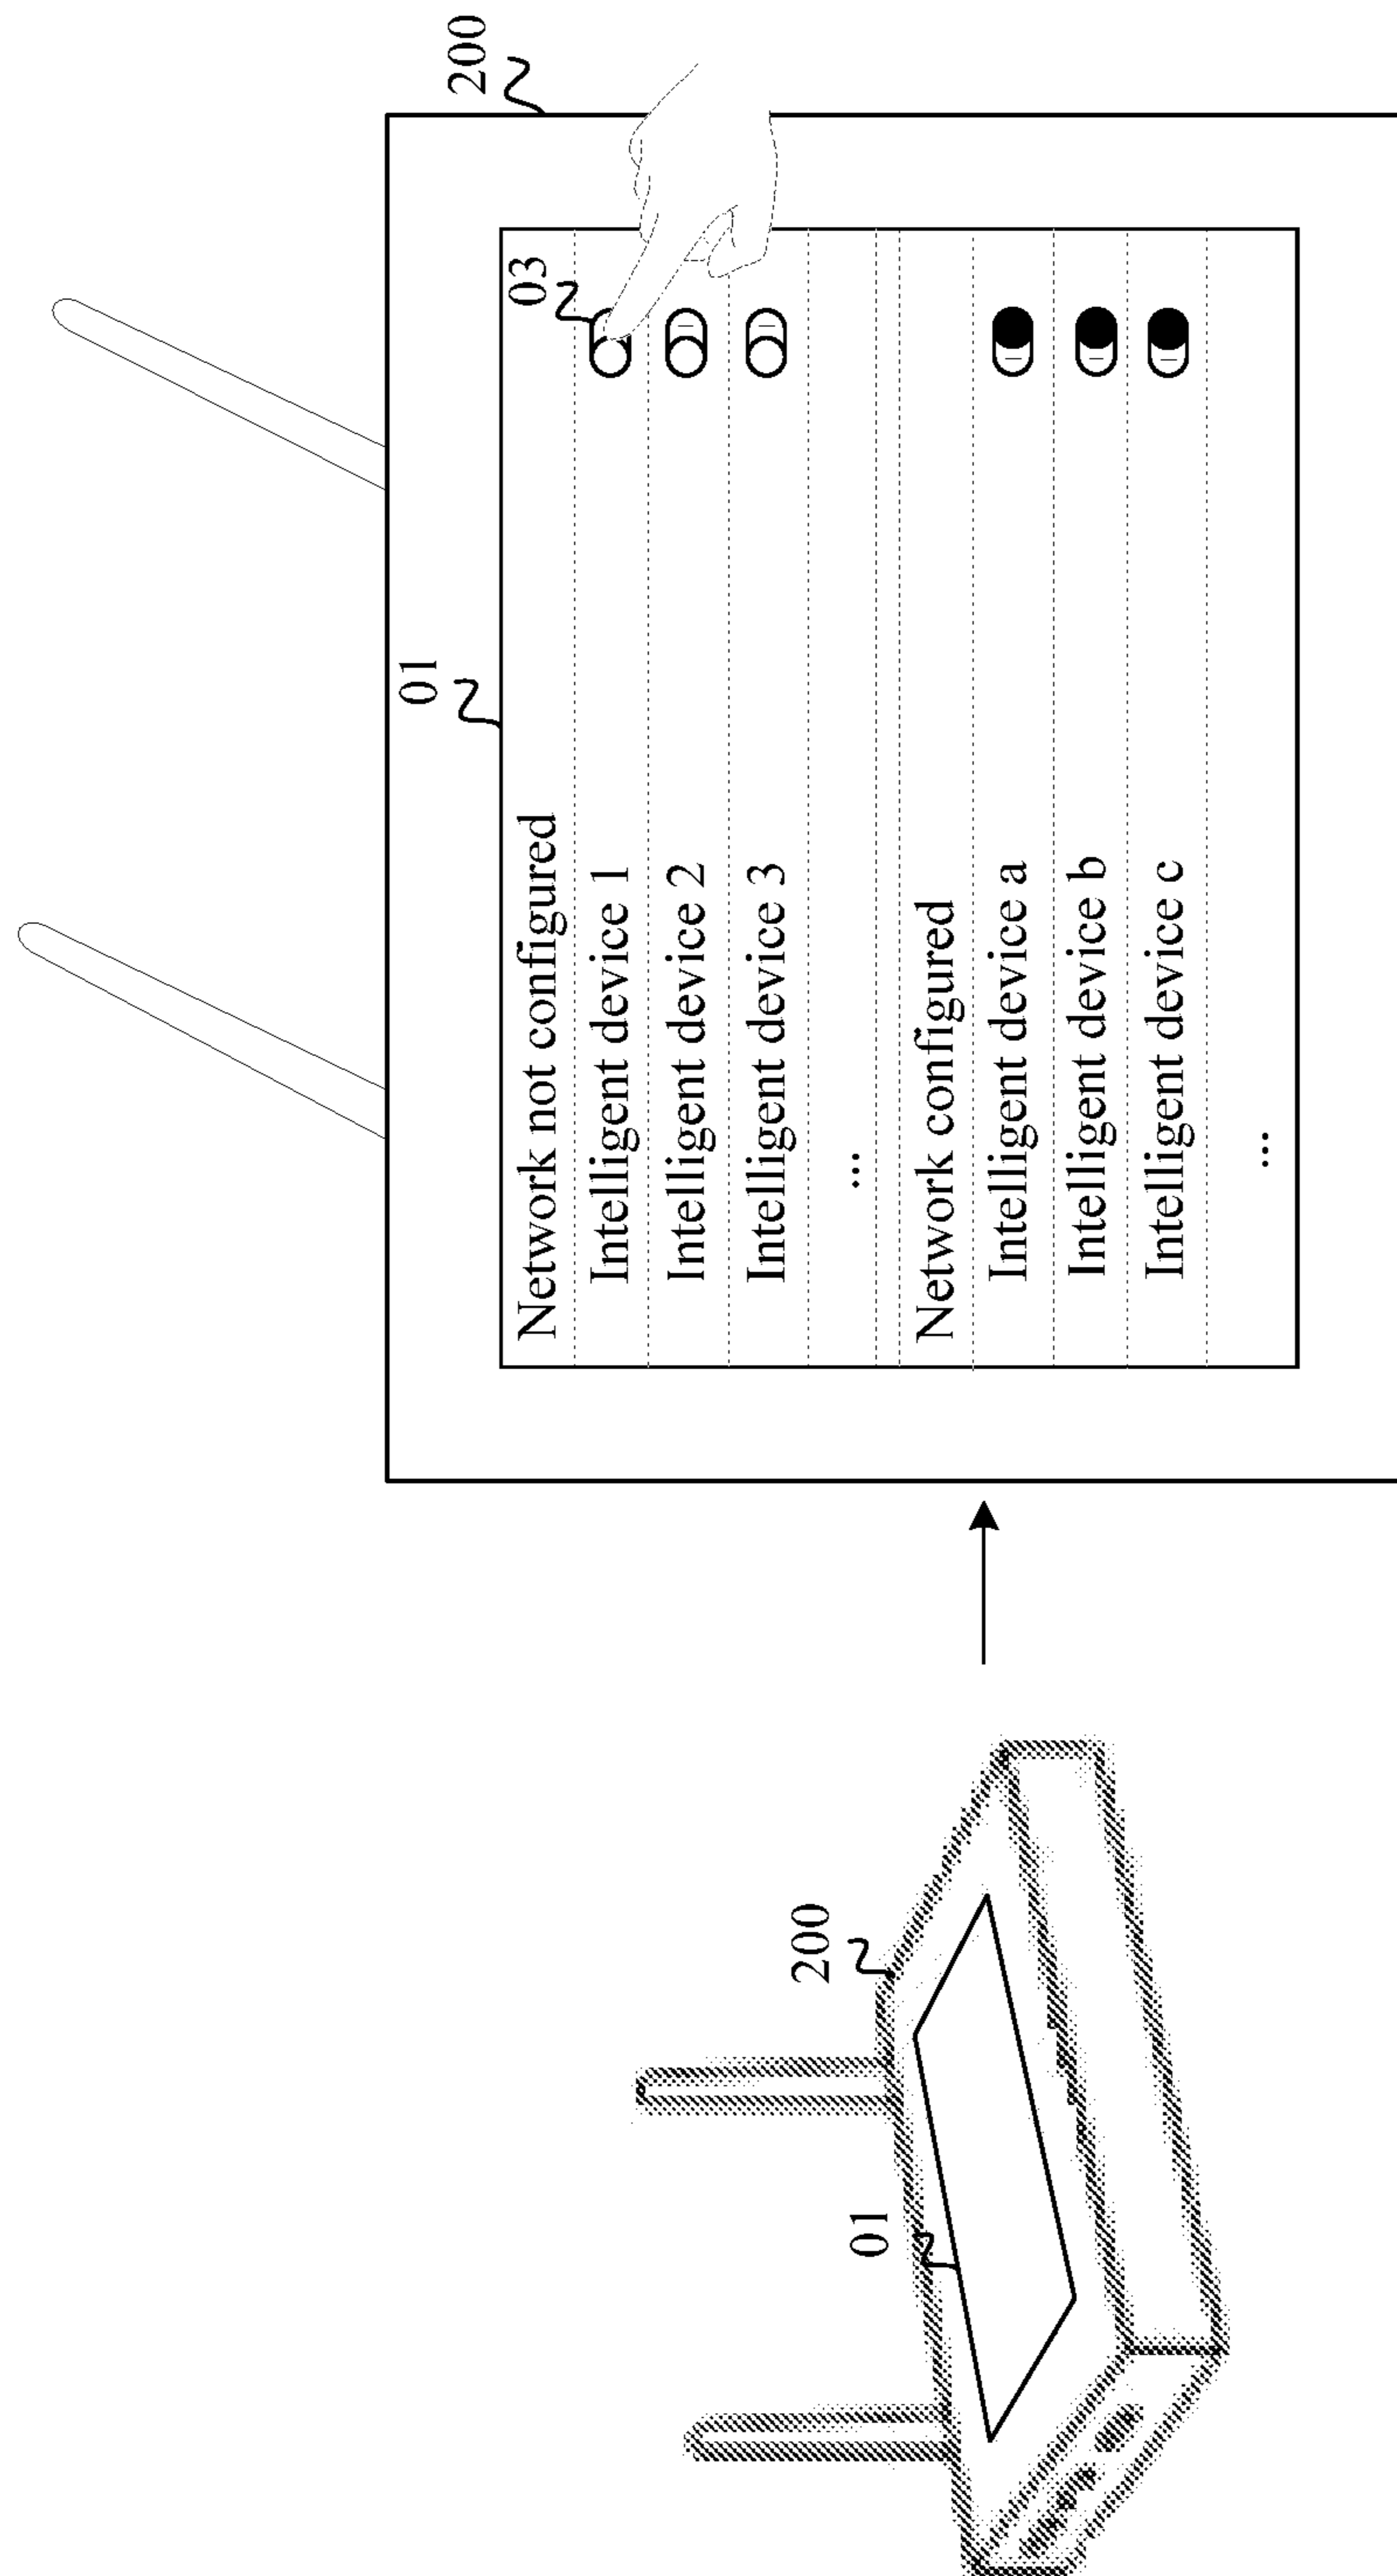 200
01
200
01
Network not configured
03
Intelligent device 1
Intelligent device 2
Intelligent device 3
...
Network configured
Intelligent device a
Intelligent device b
Intelligent device c
...